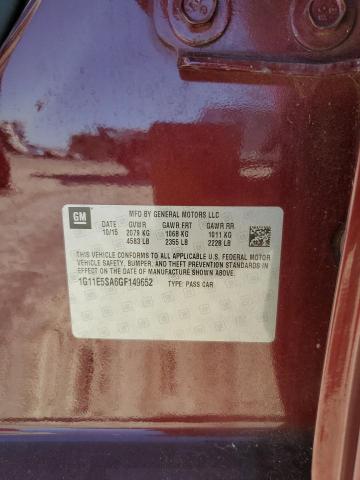 GM
MFD BY GENERAL MOTORS LLC
DATE GVWR GAWR FRT GAWR RR
10/15 2079 KG 1068 KG 1011 KG
4583 LB 2355 LB 2228 LB
THIS VEHICLE CONFORMS TO ALL APPLICABLE U.S. FEDERAL MOTOR
VEHICLE SAFETY, BUMPER, AND THEFT PREVENTION STANDARDS IN
EFFECT ON THE DATE OF MANUFACTURE SHOWN ABOVE.
1G11E5SA6GF149652 TYPE: PASS CAR